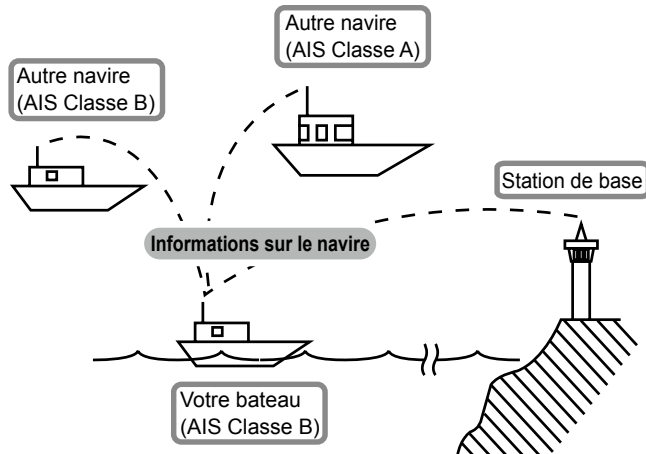 Autre navire
(AIS Classe A)
Autre navire
(AIS Classe B)
Station de base
Informations sur le navire
Votre bateau
(AIS Classe B)